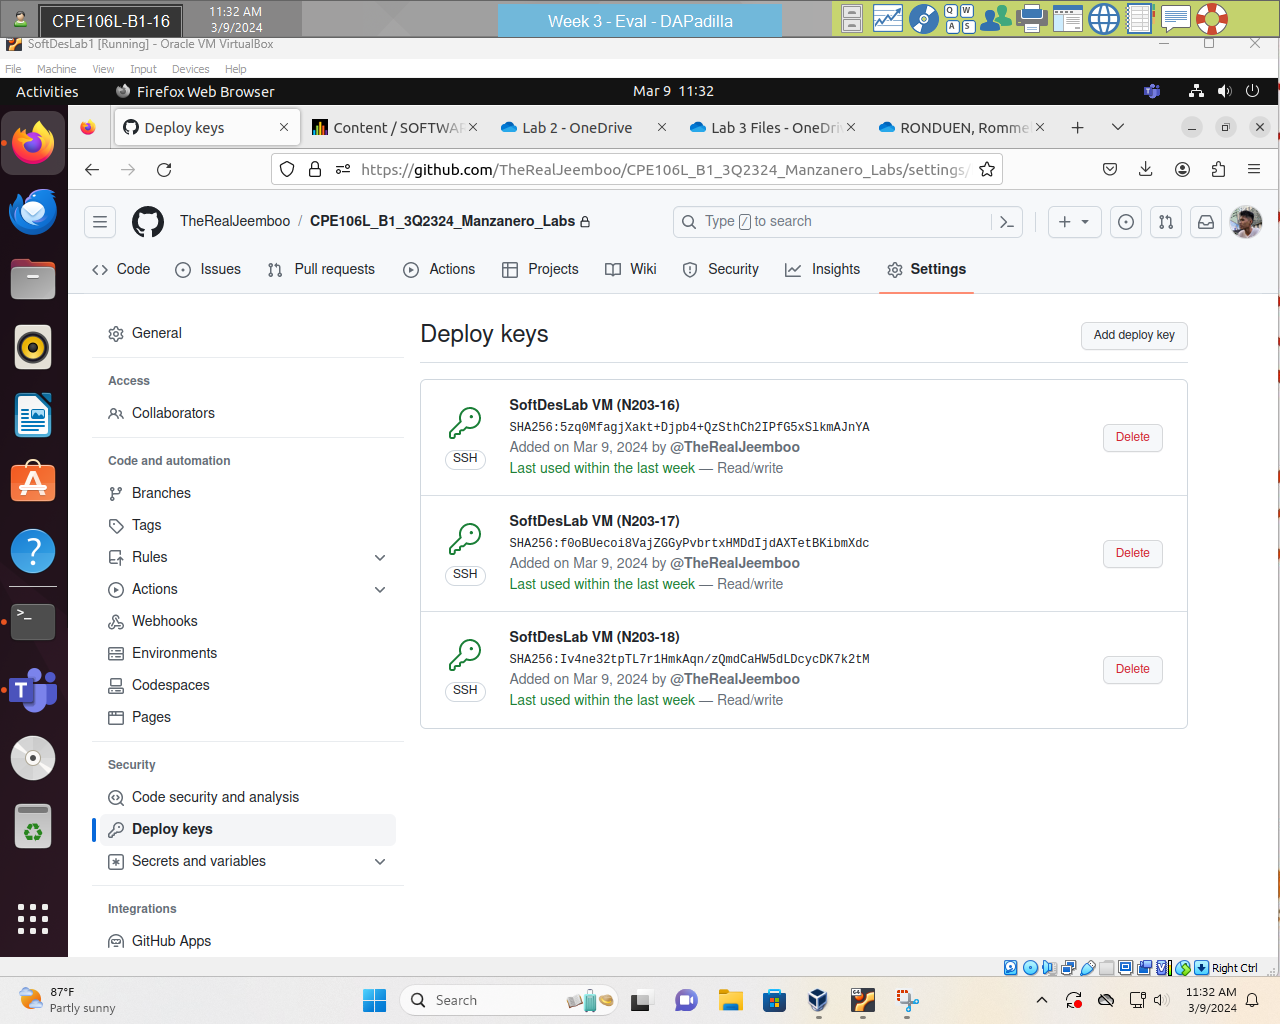 CPE106L-B1-16
11:32 AM
3/9/2024
Week 3 - Eval - DAPadilla
SoftDesLab1 [Running] - Oracle VM VirtualBox
File Machine View Input Devices Help
Activities
Firefox Web Browser
Mar 9 11:32
Deploy keys
Content / SOFTWAR
Lab 2 - OneDrive
Lab 3 Files - OneDriv
RONDUEN, Romme
https://github.com/TheRealJeemboo/CPE106L_B1_3Q2324_Manzanero_Labs/settings/
TheRealJeemboo / CPE106L_B1_3Q2324_Manzanero_Labs
Type / to search
Code
Issues
Pull requests
Actions
Projects
Wiki
Security
Insights
Settings
General
Access
Collaborators
Code and automation
Branches
Tags
Rules
Actions
Webhooks
Environments
Codespaces
Pages
Security
Code security and analysis
Deploy keys
Secrets and variables
Integrations
GitHub Apps
Deploy keys
Add deploy key
SoftDesLab VM (N203-16)
SHA256:5zq0MfagjXakt+Djpb4+QzSthCh2IPfG5xSlkmAJnYA
Added on Mar 9, 2024 by @TheRealJeemboo
Last used within the last week — Read/write
SSH
Delete
SoftDesLab VM (N203-17)
SHA256:f0oBUecoi8VajZGGyPvbrtxHMDdIjdAXTetBKibmXdc
Added on Mar 9, 2024 by @TheRealJeemboo
Last used within the last week — Read/write
SSH
Delete
SoftDesLab VM (N203-18)
SHA256:Iv4ne32tpTL7r1HmkAqn/zQmdCaHW5dLDcycDK7k2tM
Added on Mar 9, 2024 by @TheRealJeemboo
Last used within the last week — Read/write
SSH
Delete
Right Ctrl
87°F
Partly sunny
Search
11:32 AM
3/9/2024